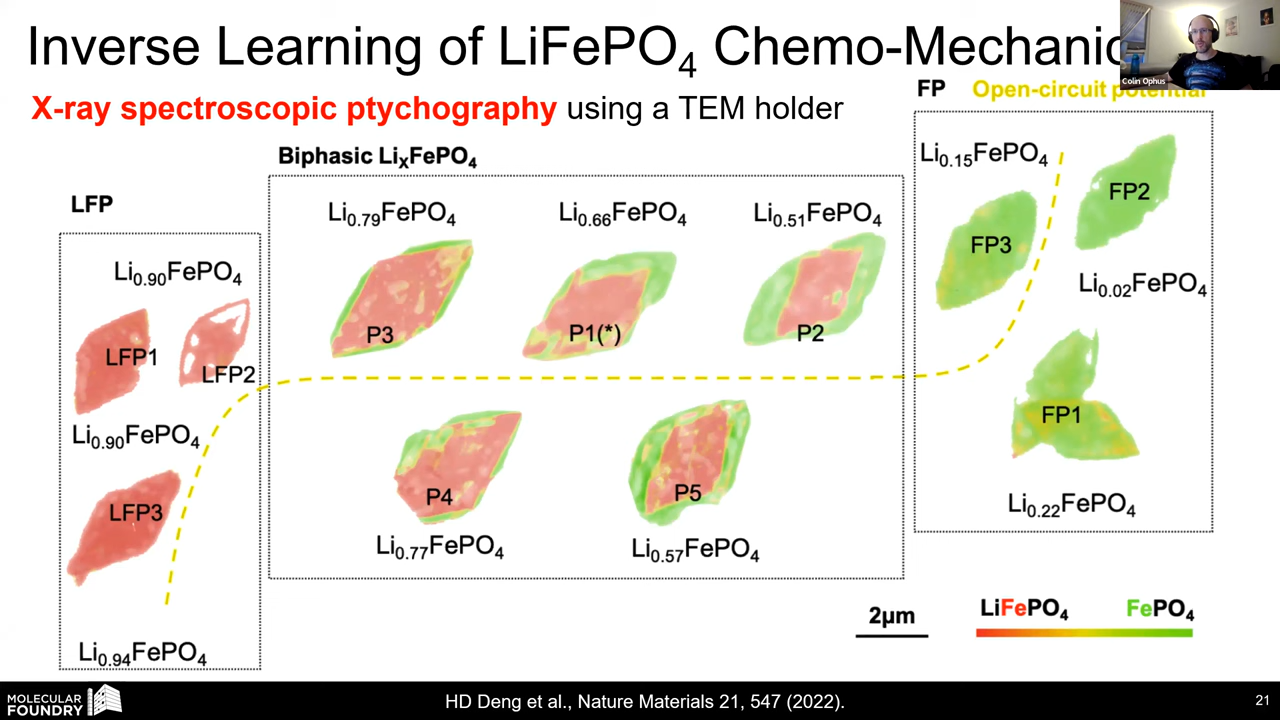 Inverse Learning of LiFePO4 Chemo-Mechanic
Colin Ophus
X-ray spectroscopic ptychography using a TEM holder
FP Open-circuit
Biphasic LixFePO4
LFP
Li0.90FePO4
LFP1
LFP2
Li0.90FePO4
LFP3
Li0.94FePO4
Li0.79FePO4
Li0.66FePO4
Li0.51FePO4
P3
P1(*)
P2
P4
P5
Li0.77FePO4
Li0.57FePO4
Li0.15FePO4
FP2
FP3
Li0.02FePO4
FP1
Li0.22FePO4
2µm
LiFePO4
FePO4
MOLECULAR
FOUNDRY
HD Deng et al., Nature Materials 21, 547 (2022).
21